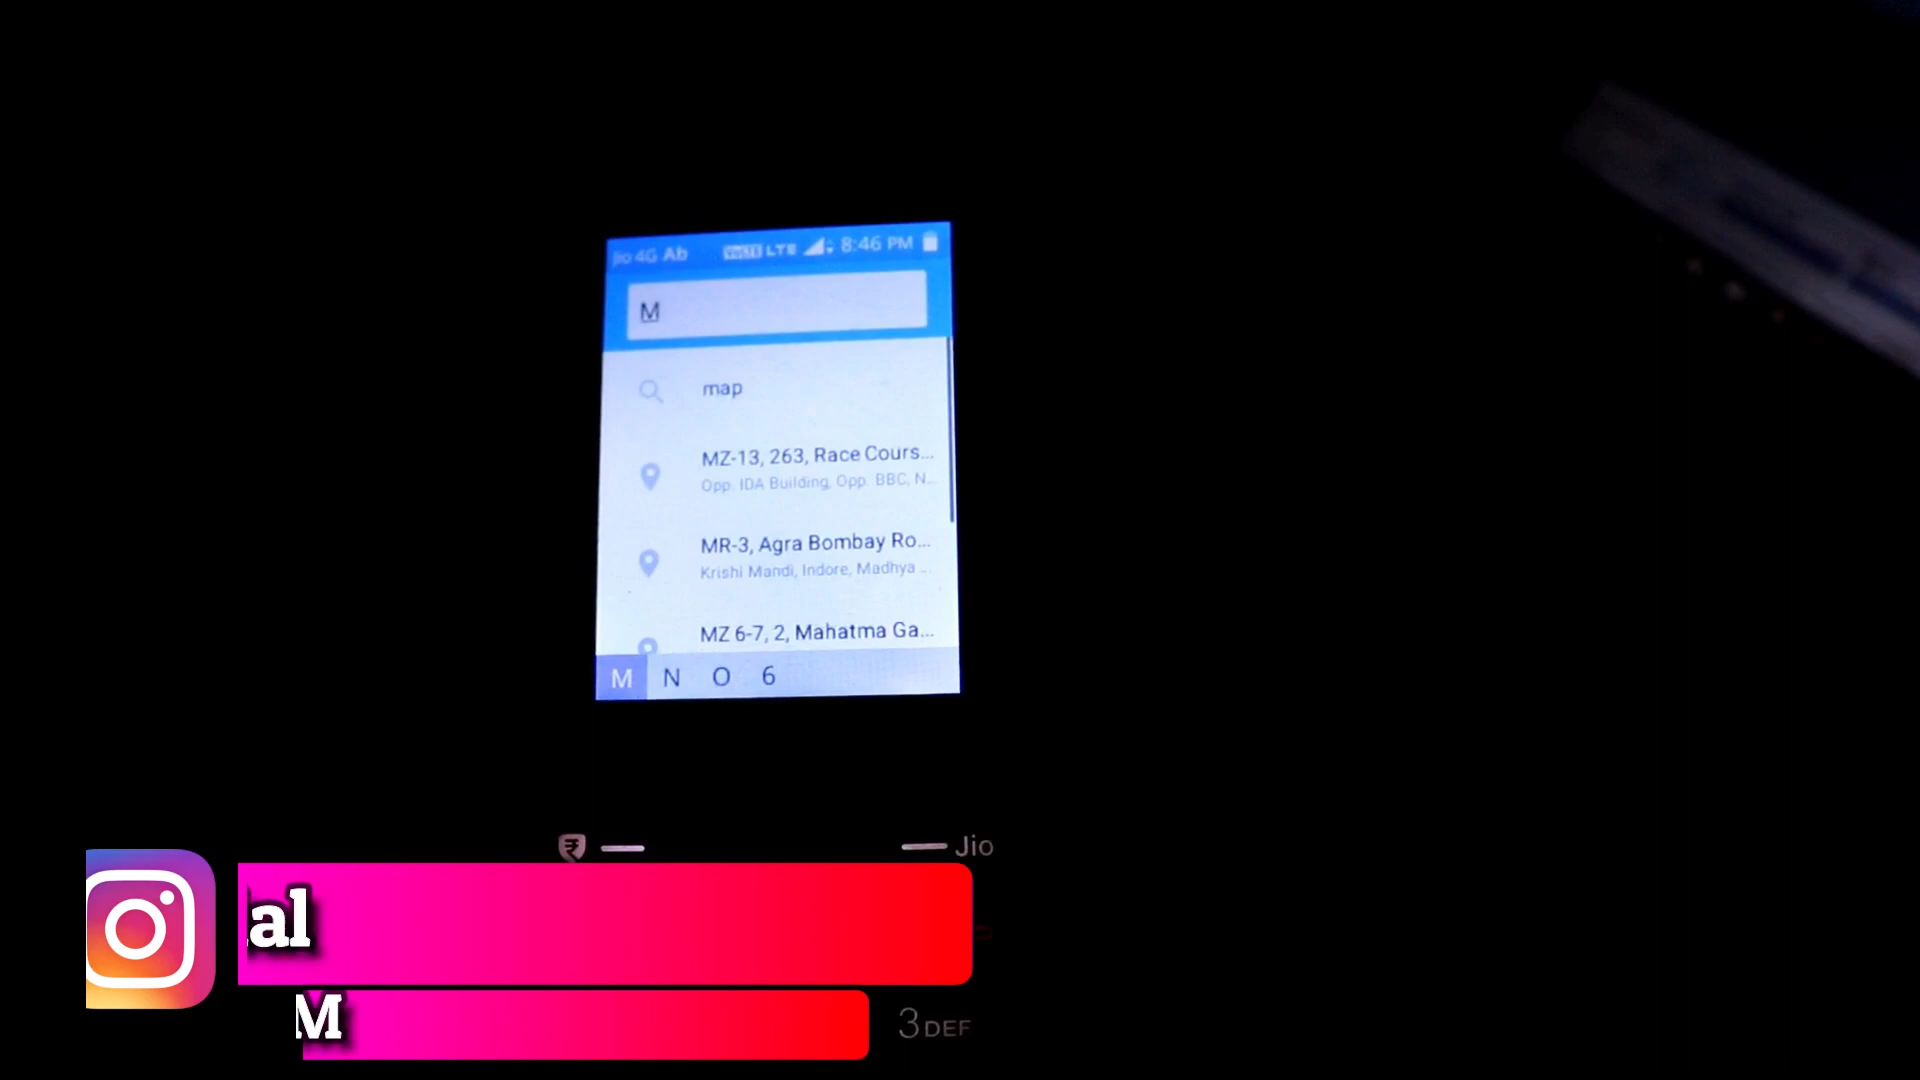 Jio 4G Ab VoLTE LTE 8:46 PM
M
map
MZ-13, 263, Race Cours...
Opp. IDA Building, Opp. BBC, N...
MR-3, Agra Bombay Ro...
Krishi Mandi, Indore, Madhya ...
MZ 6-7, 2, Mahatma Ga...
M N O 6
₹ Jio
al
M
3 DEF